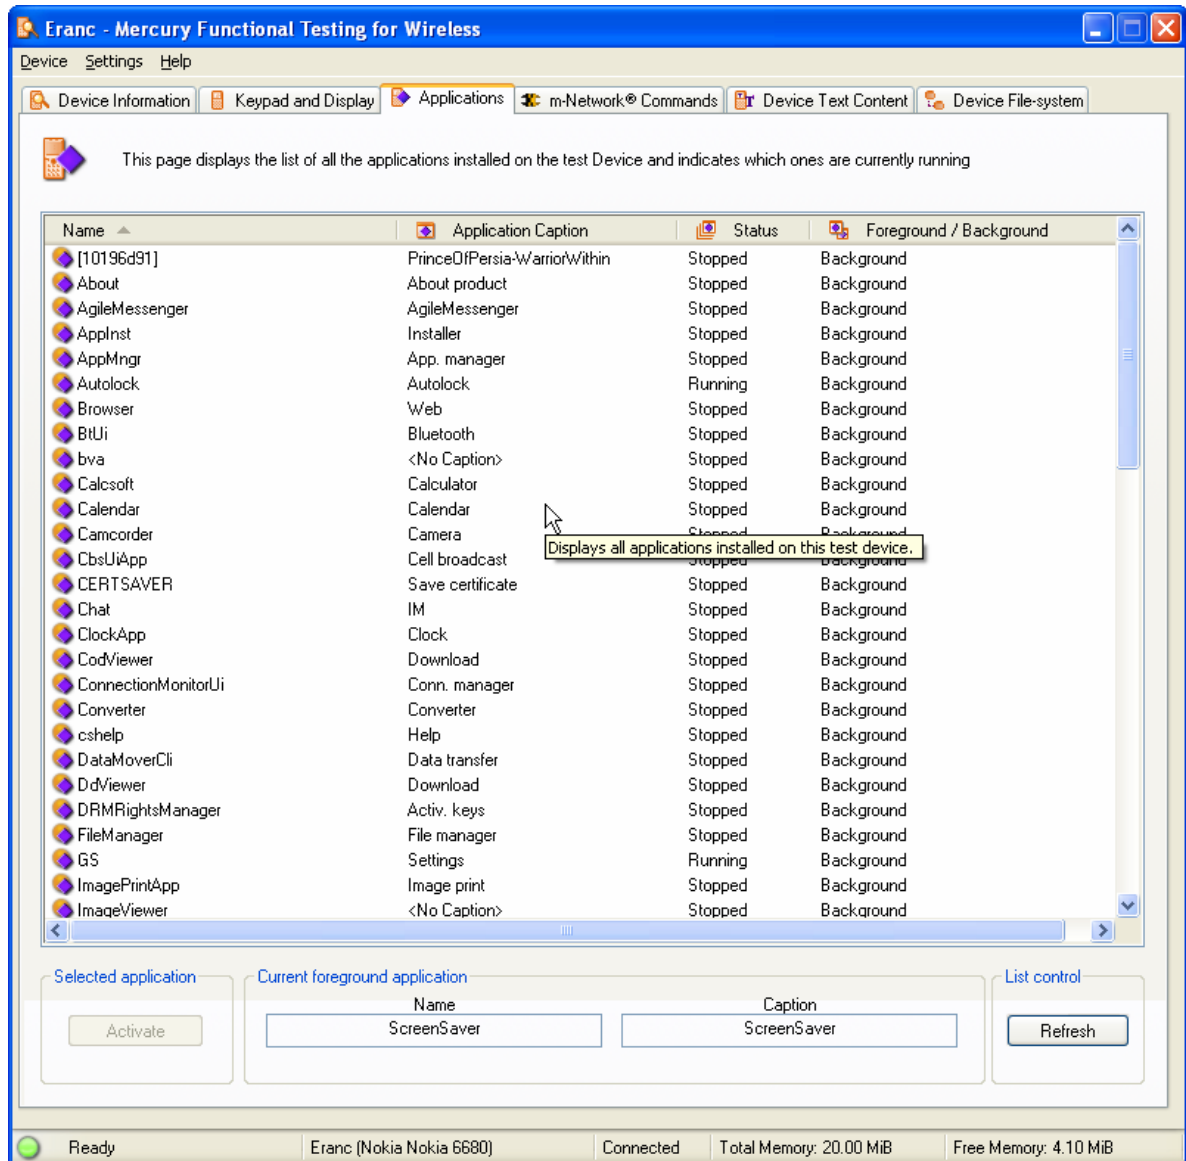 Eranc - Mercury Functional Testing for Wireless
Device Settings Help
Device Information Keypad and Display Applications m-Network® Commands Device Text Content Device File-system
This page displays the list of all the applications installed on the test Device and indicates which ones are currently running
Name Application Caption Status Foreground / Background
[10196d91] PrinceOfPersia-WarriorWithin Stopped Background
About About product Stopped Background
AgileMessenger AgileMessenger Stopped Background
AppInst Installer Stopped Background
AppMngr App. manager Stopped Background
Autolock Autolock Running Background
Browser Web Stopped Background
BtUi Bluetooth Stopped Background
bva <No Caption> Stopped Background
Calcsoft Calculator Stopped Background
Calendar Calendar Stopped Background
Camcorder Camera Stopped Background
Displays all applications installed on this test device.
CbsUiApp Cell broadcast Stopped Background
CERTSAVER Save certificate Stopped Background
Chat IM Stopped Background
ClockApp Clock Stopped Background
CodViewer Download Stopped Background
ConnectionMonitorUi Conn. manager Stopped Background
Converter Converter Stopped Background
cshelp Help Stopped Background
DataMoverCli Data transfer Stopped Background
DdViewer Download Stopped Background
DRMRightsManager Activ. keys Stopped Background
FileManager File manager Stopped Background
GS Settings Running Background
ImagePrintApp Image print Stopped Background
ImageViewer <No Caption> Stopped Background
Selected application Current foreground application List control
Name Caption
Activate ScreenSaver ScreenSaver Refresh
Ready Eranc (Nokia Nokia 6680) Connected Total Memory: 20.00 MiB Free Memory: 4.10 MiB